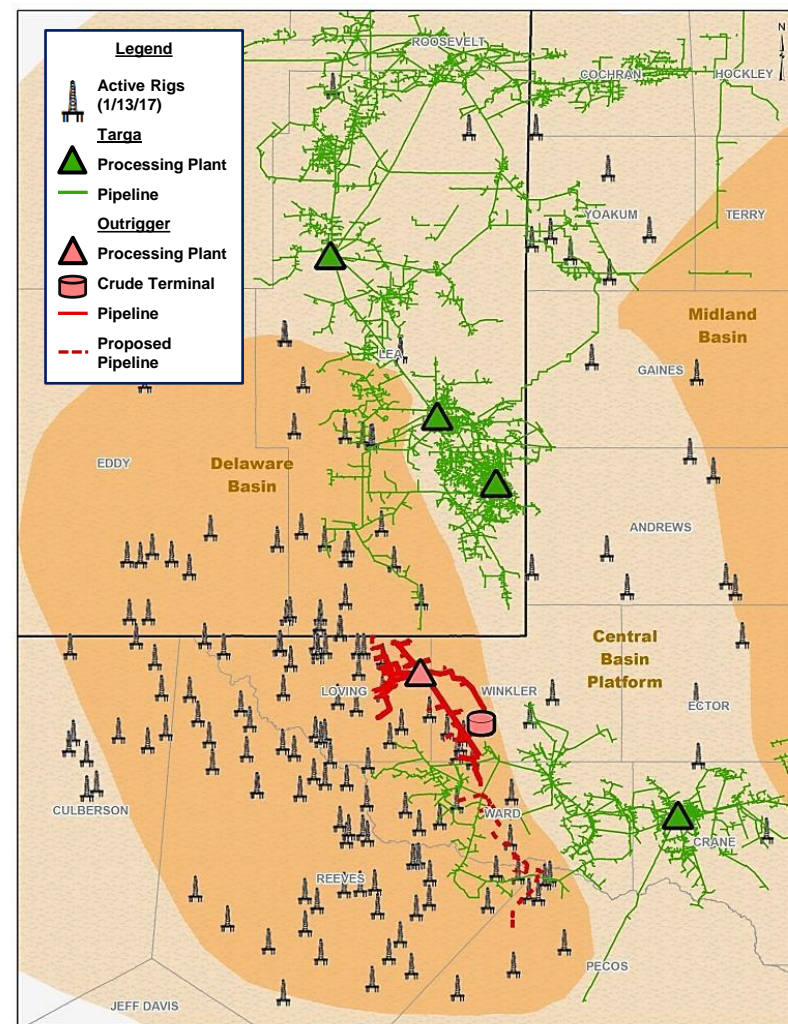 Legend
Active Rigs
(1/13/17)
Targa
Processing Plant
Pipeline
Outrigger
Processing Plant
Crude Terminal
Pipeline
Proposed
Pipeline
N
ROOSEVELT
COCHRAN
HOCKLEY
YOAKUM
TERRY
Midland
Basin
LEA
GAINES
EDDY
Delaware
Basin
ANDREWS
Central
Basin
Platform
LOVING
WINKLER
ECTOR
CULBERSON
WARD
CRANE
REEVES
PECOS
JEFF DAVIS